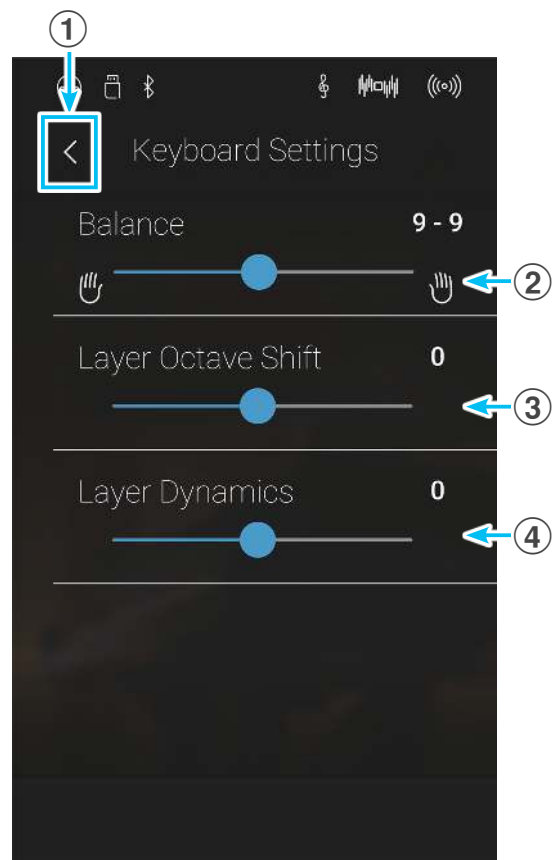 ①
Keyboard Settings
Balance 9 - 9
②
Layer Octave Shift 0
③
Layer Dynamics 0
④